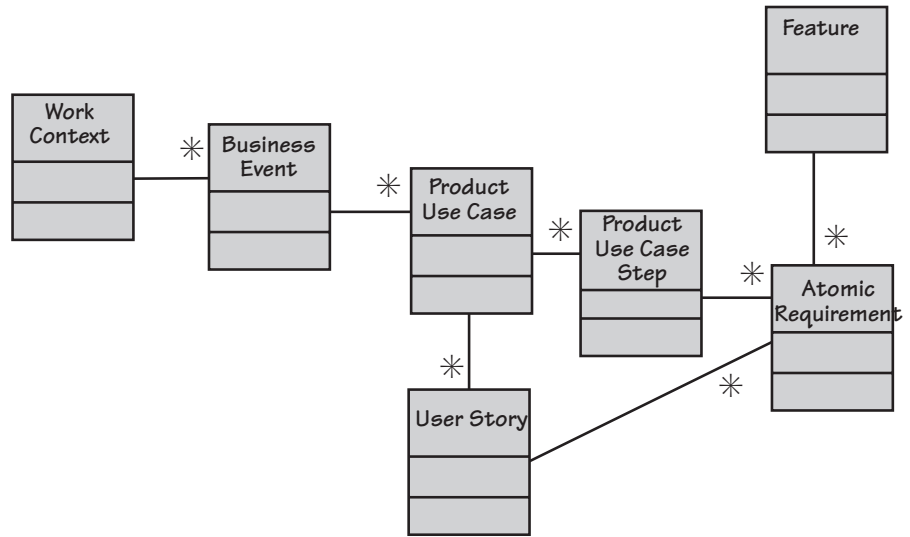 Feature
Work
Context
*
Business
Event
*
Product
Use Case
*
Product
Use Case
Step
*
*
Atomic
Requirement
*
User Story
*